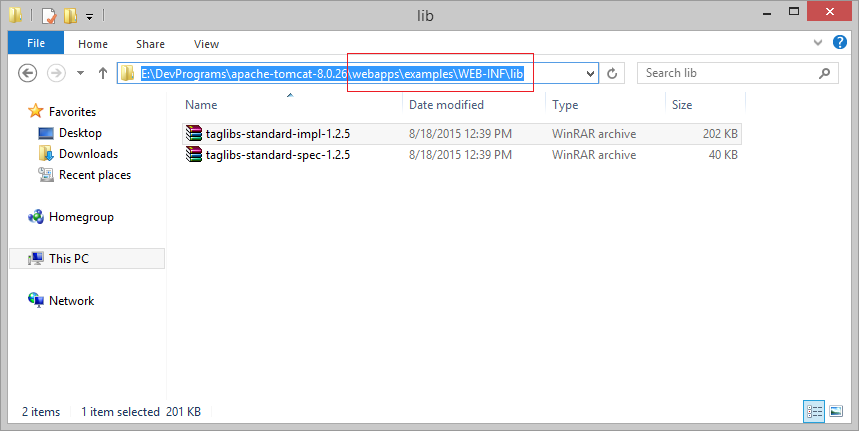 lib
File Home Share View
E:\DevPrograms\apache-tomcat-8.0.26\webapps\examples\WEB-INF\lib Search lib
Favorites
Desktop
Downloads
Recent places
Homegroup
This PC
Network
Name Date modified Type Size
taglibs-standard-impl-1.2.5 8/18/2015 12:39 PM WinRAR archive 202 KB
taglibs-standard-spec-1.2.5 8/18/2015 12:39 PM WinRAR archive 40 KB
2 items 1 item selected 201 KB